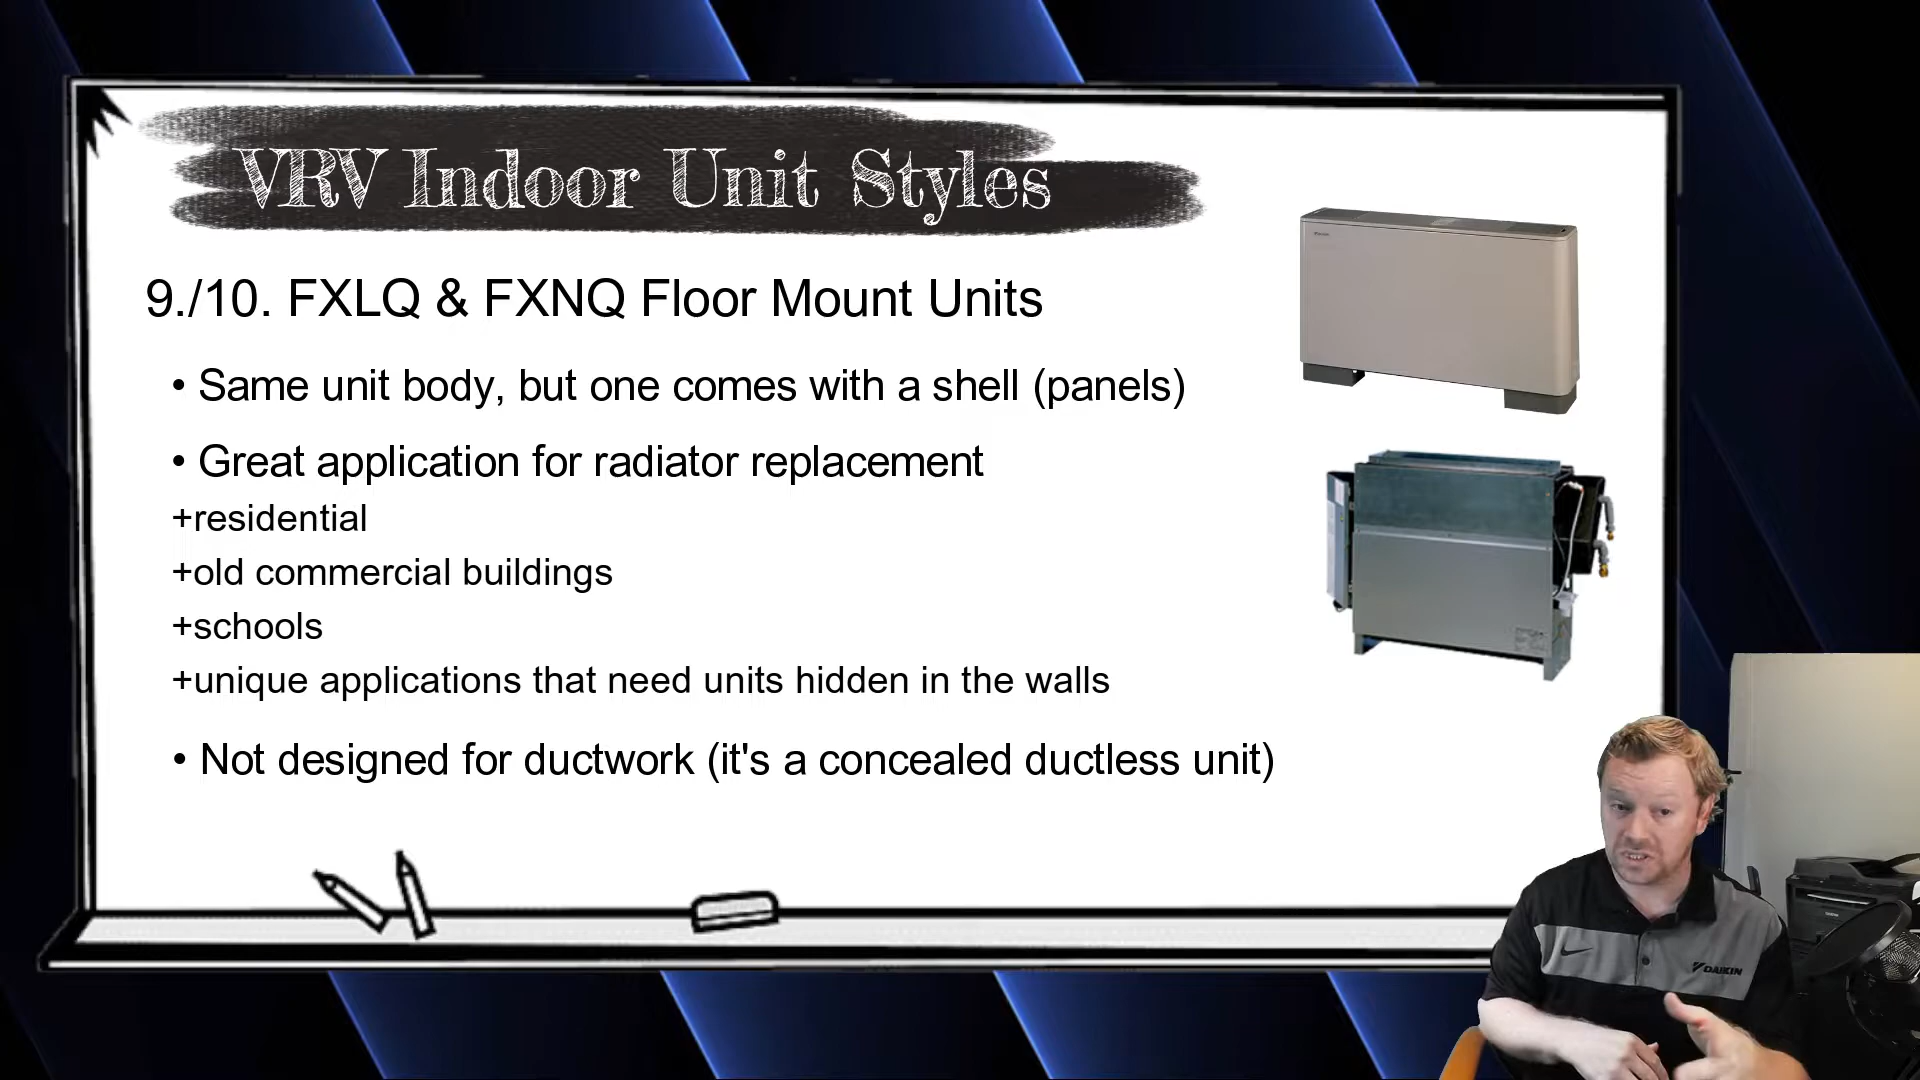 VRV Indoor Unit Styles
9./10. FXLQ & FXNQ Floor Mount Units
• Same unit body, but one comes with a shell (panels)
• Great application for radiator replacement
+residential
+old commercial buildings
+schools
+unique applications that need units hidden in the walls
• Not designed for ductwork (it's a concealed ductless unit)
DAIKIN